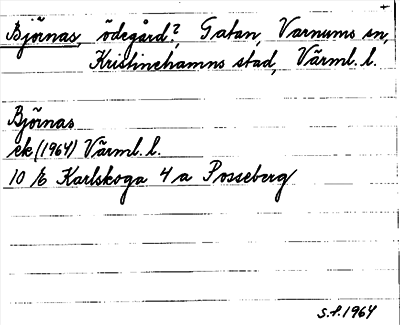 Björnas, ödegård?, Gatan, Varnums sn,
Kristinehamns stad, Värml. l.
Björnas
ek (1964) Värml. l.
10 E Karlskoga 4 a Posseberg
S.f. 1964